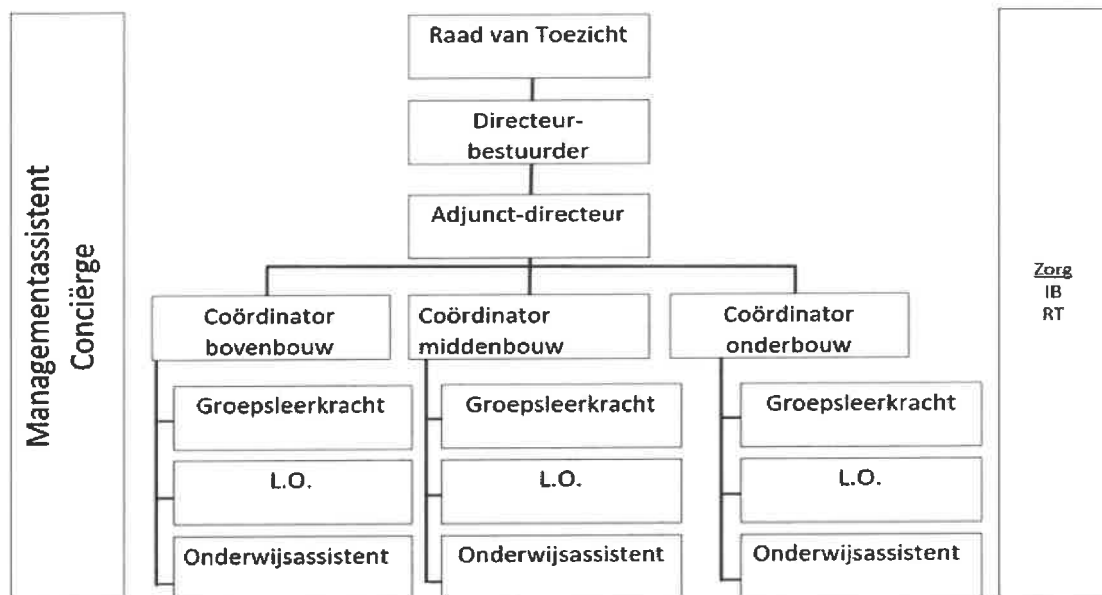 Managementassistent
Conciërge
Raad van Toezicht
Directeur-
bestuurder
Adjunct-directeur
Coördinator
bovenbouw
Coördinator
middenbouw
Coördinator
onderbouw
Groepsleerkracht
Groepsleerkracht
Groepsleerkracht
L.O.
L.O.
L.O.
Onderwijsassistent
Onderwijsassistent
Onderwijsassistent
Zorg
IB
RT